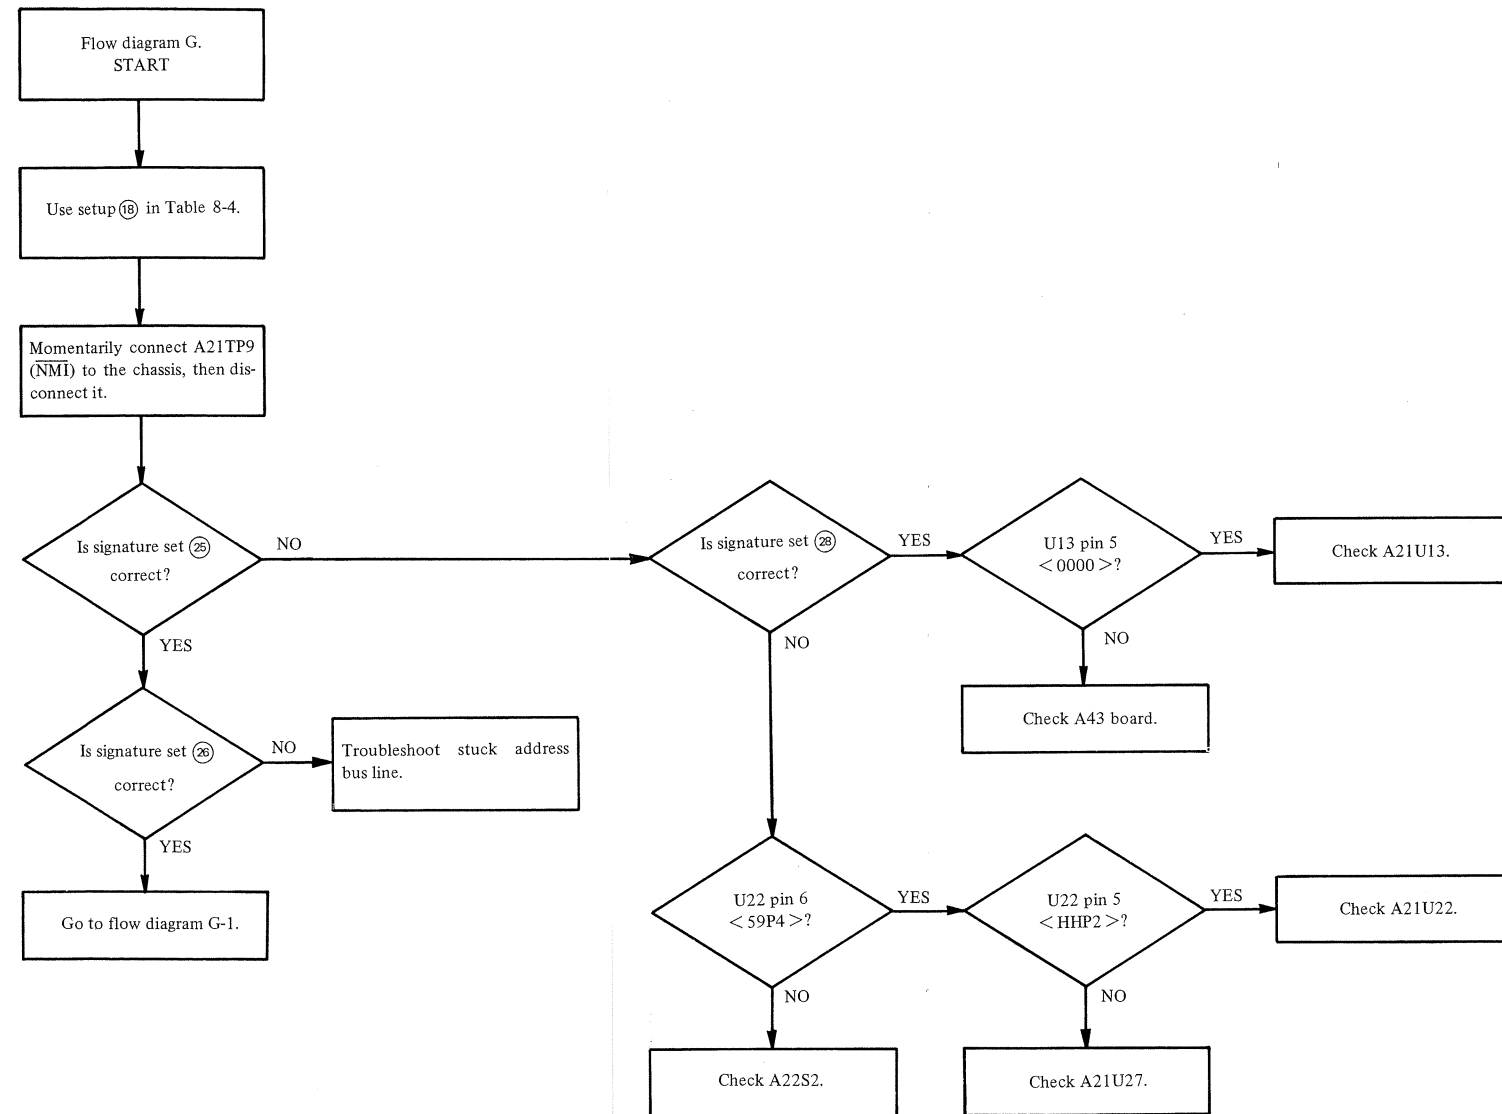 Flow diagram G.
START
Use setup ⑱ in Table 8-4.
Momentarily connect A21TP9
(N̅M̅I̅) to the chassis, then dis-
connect it.
Is signature set ㉕
correct?
NO
YES
Is signature set ㉖
correct?
NO
Troubleshoot stuck address
bus line.
YES
Go to flow diagram G-1.
Is signature set ㉘
correct?
YES
NO
U13 pin 5
<0000>?
YES
Check A21U13.
NO
Check A43 board.
U22 pin 6
<59P4>?
YES
NO
Check A22S2.
U22 pin 5
<HHP2>?
YES
Check A21U22.
NO
Check A21U27.